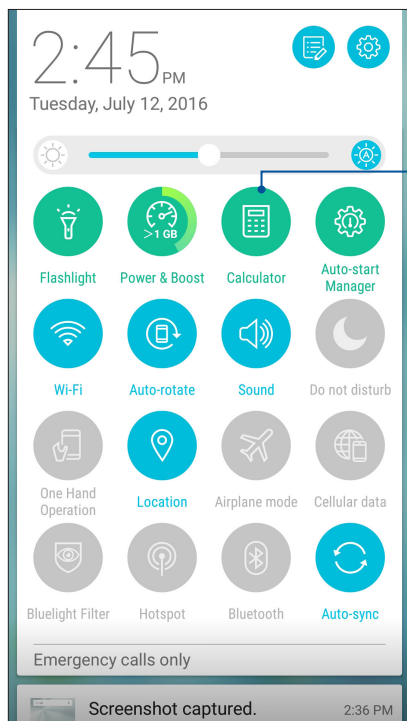 2:45 PM
Tuesday, July 12, 2016
A
>1 GB
Flashlight
Power & Boost
Calculator
Auto-start
Manager
Wi-Fi
Auto-rotate
Sound
Do not disturb
One Hand
Operation
Location
Airplane mode
Cellular data
Bluelight Filter
Hotspot
Bluetooth
Auto-sync
Emergency calls only
Screenshot captured.
2:36 PM